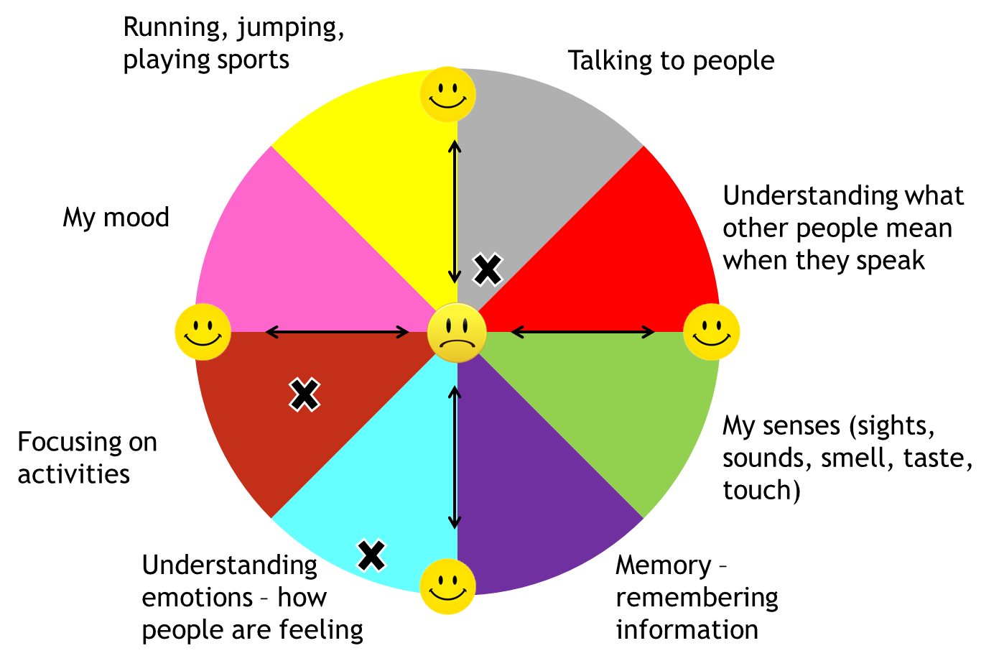 Running, jumping,
playing sports
Talking to people
Understanding what
other people mean
when they speak
My mood
My senses (sights,
sounds, smell, taste,
touch)
Focusing on
activities
Understanding
emotions – how
people are feeling
Memory –
remembering
information